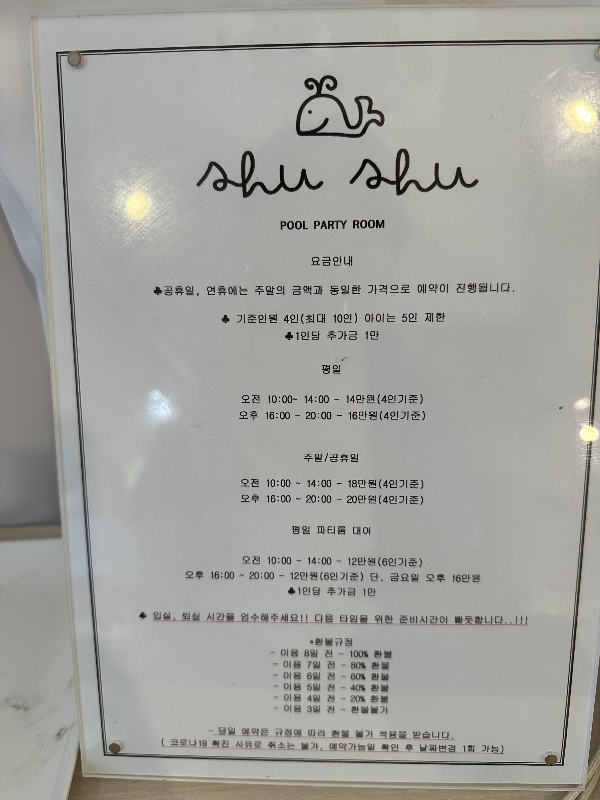 shu shu
POOL PARTY ROOM
요금안내
♣공휴일, 연휴에는 주말의 금액과 동일한 가격으로 예약이 진행됩니다.
♣ 기준인원 4인(최대 10인) 아이는 5인 제한
♣1인당 추가금 1만
평일
오전 10:00~ 14:00 - 14만원(4인기준)
오후 16:00 ~ 20:00 - 16만원(4인기준)
주말/공휴일
오전 10:00 ~ 14:00 - 18만원(4인기준)
오후 16:00 ~ 20:00 - 20만원(4인기준)
평일 파티룸 대여
오전 10:00 ~ 14:00 - 12만원(6인기준)
오후 16:00 ~ 20:00 - 12만원(6인기준) 단, 금요일 오후 16만원
♣1인당 추가금 1만
♣ 입실, 퇴실 시간을 엄수해주세요!! 다음 타임을 위한 준비시간이 빠듯합니다..!!!
*환불규정
- 이용 8일 전 - 100% 환불
- 이용 7일 전 - 80% 환불
- 이용 6일 전 - 60% 환불
- 이용 5일 전 - 40% 환불
- 이용 4일 전 - 20% 환불
- 이용 3일 전 - 환불불가
- 당일 예약은 규정에 따라 환불 불가 적용을 받습니다.
( 코로나19 확진 사유로 취소는 불가, 예약가능일 확인 후 날짜변경 1회 가능)